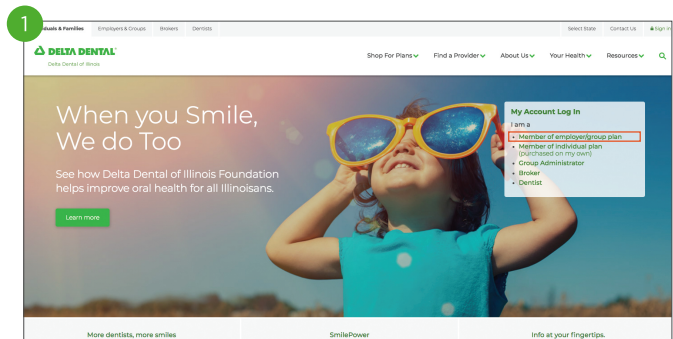 1
Individuals & Families Employers & Groups Brokers Dentists Select State Contact Us Sign In
DELTA DENTAL
Delta Dental of Illinois
Shop For Plans Find a Provider About Us Your Health Resources
When you Smile,
We do Too
See how Delta Dental of Illinois Foundation
helps improve oral health for all Illinoisans.
Learn more
My Account Log In
I am a
• Member of employer/group plan
• Member of individual plan
(purchased on my own)
• Group Administrator
• Broker
• Dentist
More dentists, more smiles SmilePower Info at your fingertips.